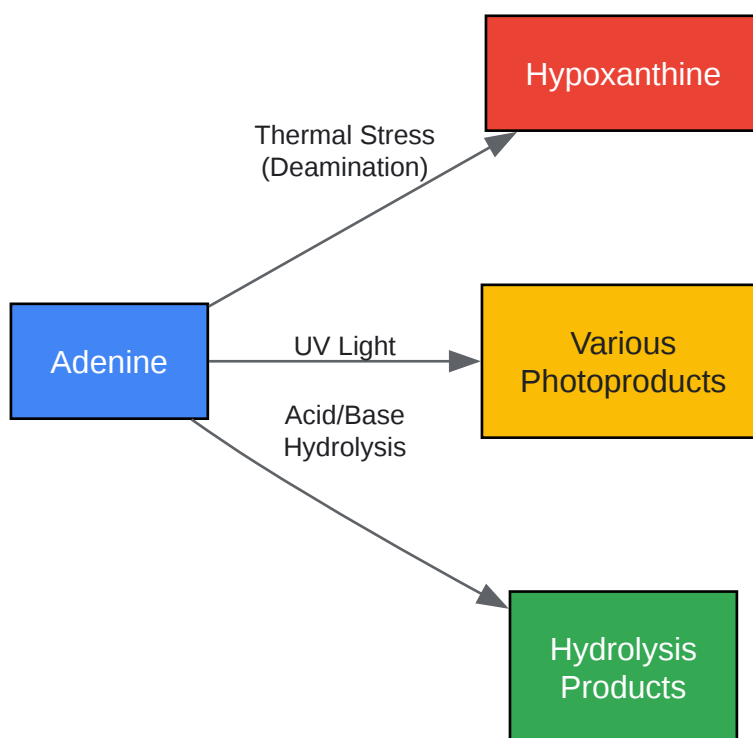 Hypoxanthine
Thermal Stress
(Deamination)
Adenine
UV Light
Various
Photoproducts
Acid/Base
Hydrolysis
Hydrolysis
Products